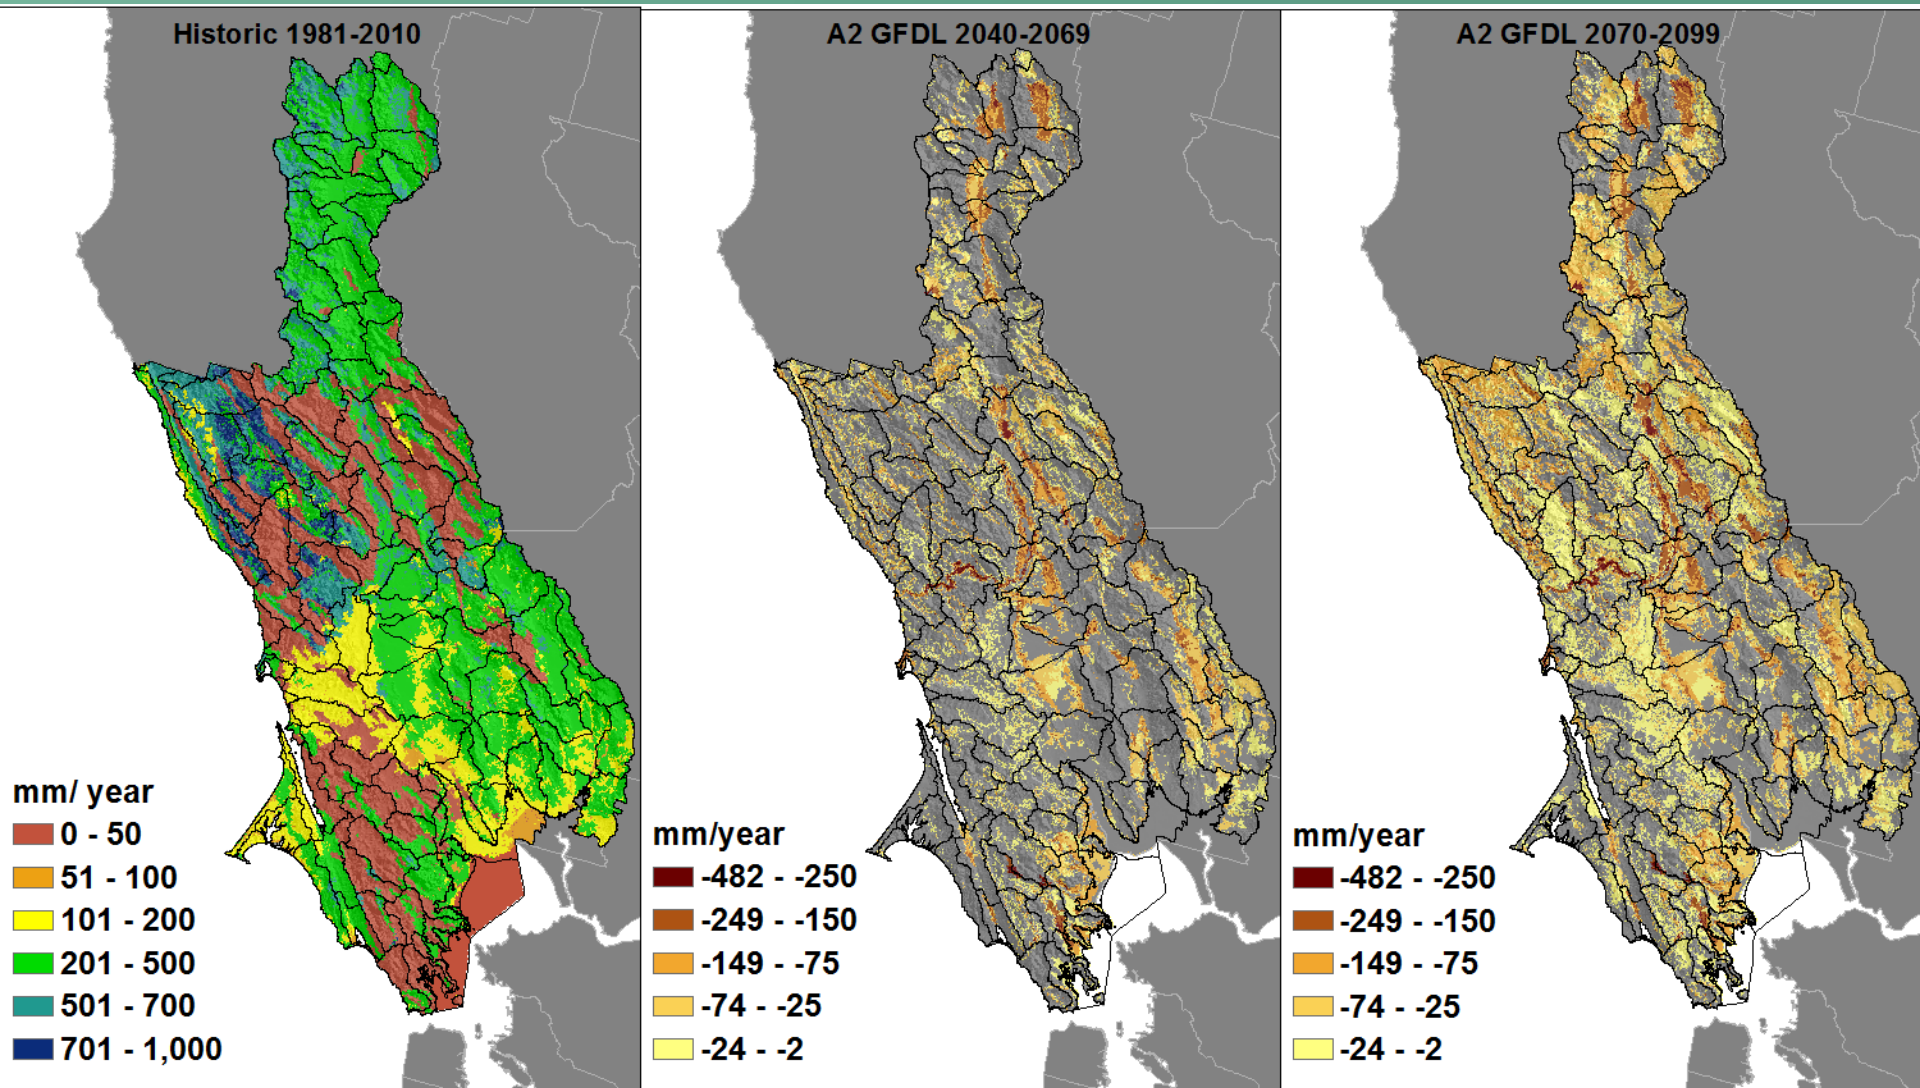 Historic 1981-2010
mm/ year
0 - 50
51 - 100
101 - 200
201 - 500
501 - 700
701 - 1,000
A2 GFDL 2040-2069
mm/year
-482 - -250
-249 - -150
-149 - -75
-74 - -25
-24 - -2
A2 GFDL 2070-2099
mm/year
-482 - -250
-249 - -150
-149 - -75
-74 - -25
-24 - -2